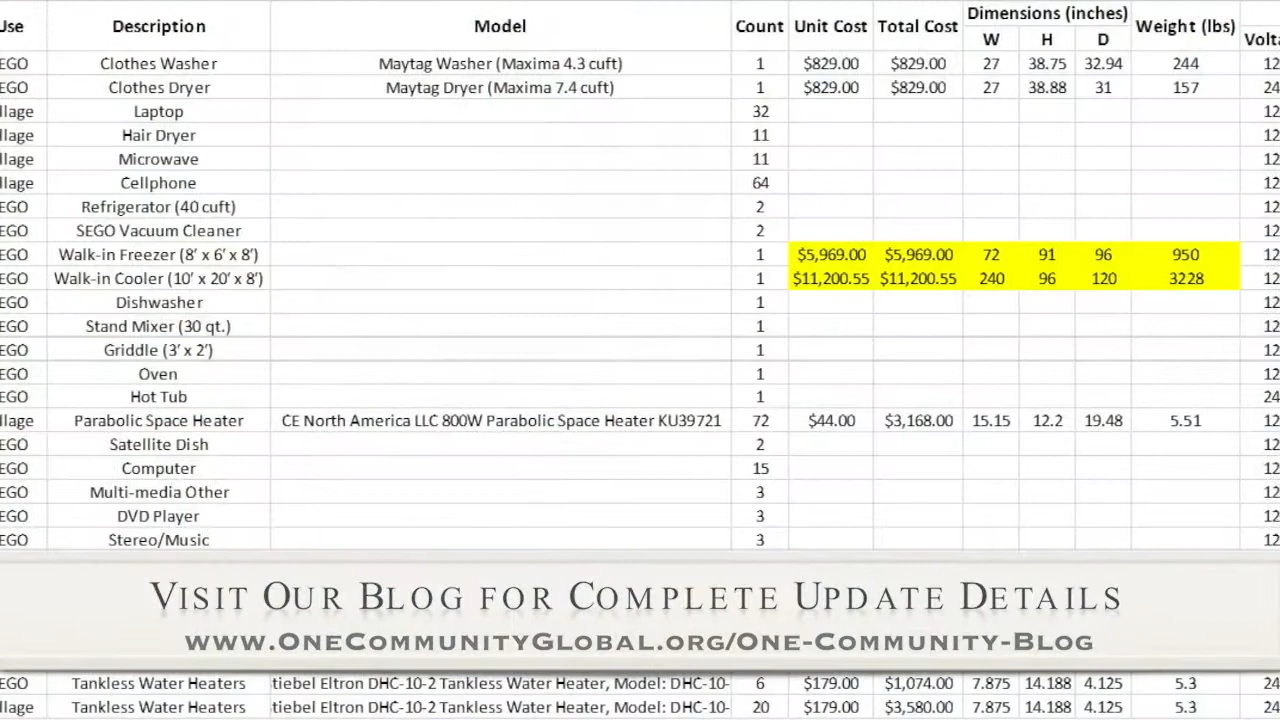 Use Description Model Count Unit Cost Total Cost Dimensions (inches) Weight (lbs)
W H D Volta
EGO Clothes Washer Maytag Washer (Maxima 4.3 cuft) 1 $829.00 $829.00 27 38.75 32.94 244 12
EGO Clothes Dryer Maytag Dryer (Maxima 7.4 cuft) 1 $829.00 $829.00 27 38.88 31 157 24
llage Laptop 32 12
llage Hair Dryer 11 12
llage Microwave 11 12
llage Cellphone 64 12
EGO Refrigerator (40 cuft) 2 12
EGO SEGO Vacuum Cleaner 2 12
EGO Walk-in Freezer (8' x 6' x 8') 1 $5,969.00 $5,969.00 72 91 96 950 12
EGO Walk-in Cooler (10' x 20' x 8') 1 $11,200.55 $11,200.55 240 96 120 3228 12
EGO Dishwasher 1 12
EGO Stand Mixer (30 qt.) 1 12
EGO Griddle (3' x 2') 1 12
EGO Oven 1 12
EGO Hot Tub 1 24
llage Parabolic Space Heater CE North America LLC 800W Parabolic Space Heater KU39721 72 $44.00 $3,168.00 15.15 12.2 19.48 5.51 12
EGO Satellite Dish 2 12
EGO Computer 15 12
EGO Multi-media Other 3 12
EGO DVD Player 3 12
EGO Stereo/Music 3 12
Visit Our Blog for Complete Update Details
www.OneCommunityGlobal.org/One-Community-Blog
EGO Tankless Water Heaters tiebel Eltron DHC-10-2 Tankless Water Heater, Model: DHC-10- 6 $179.00 $1,074.00 7.875 14.188 4.125 5.3 24
llage Tankless Water Heaters tiebel Eltron DHC-10-2 Tankless Water Heater, Model: DHC-10- 20 $179.00 $3,580.00 7.875 14.188 4.125 5.3 24